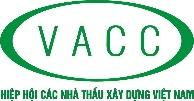 VACC
HIỆP HỘI CÁC NHÀ THẦU XÂY DỰNG VIỆT NAM